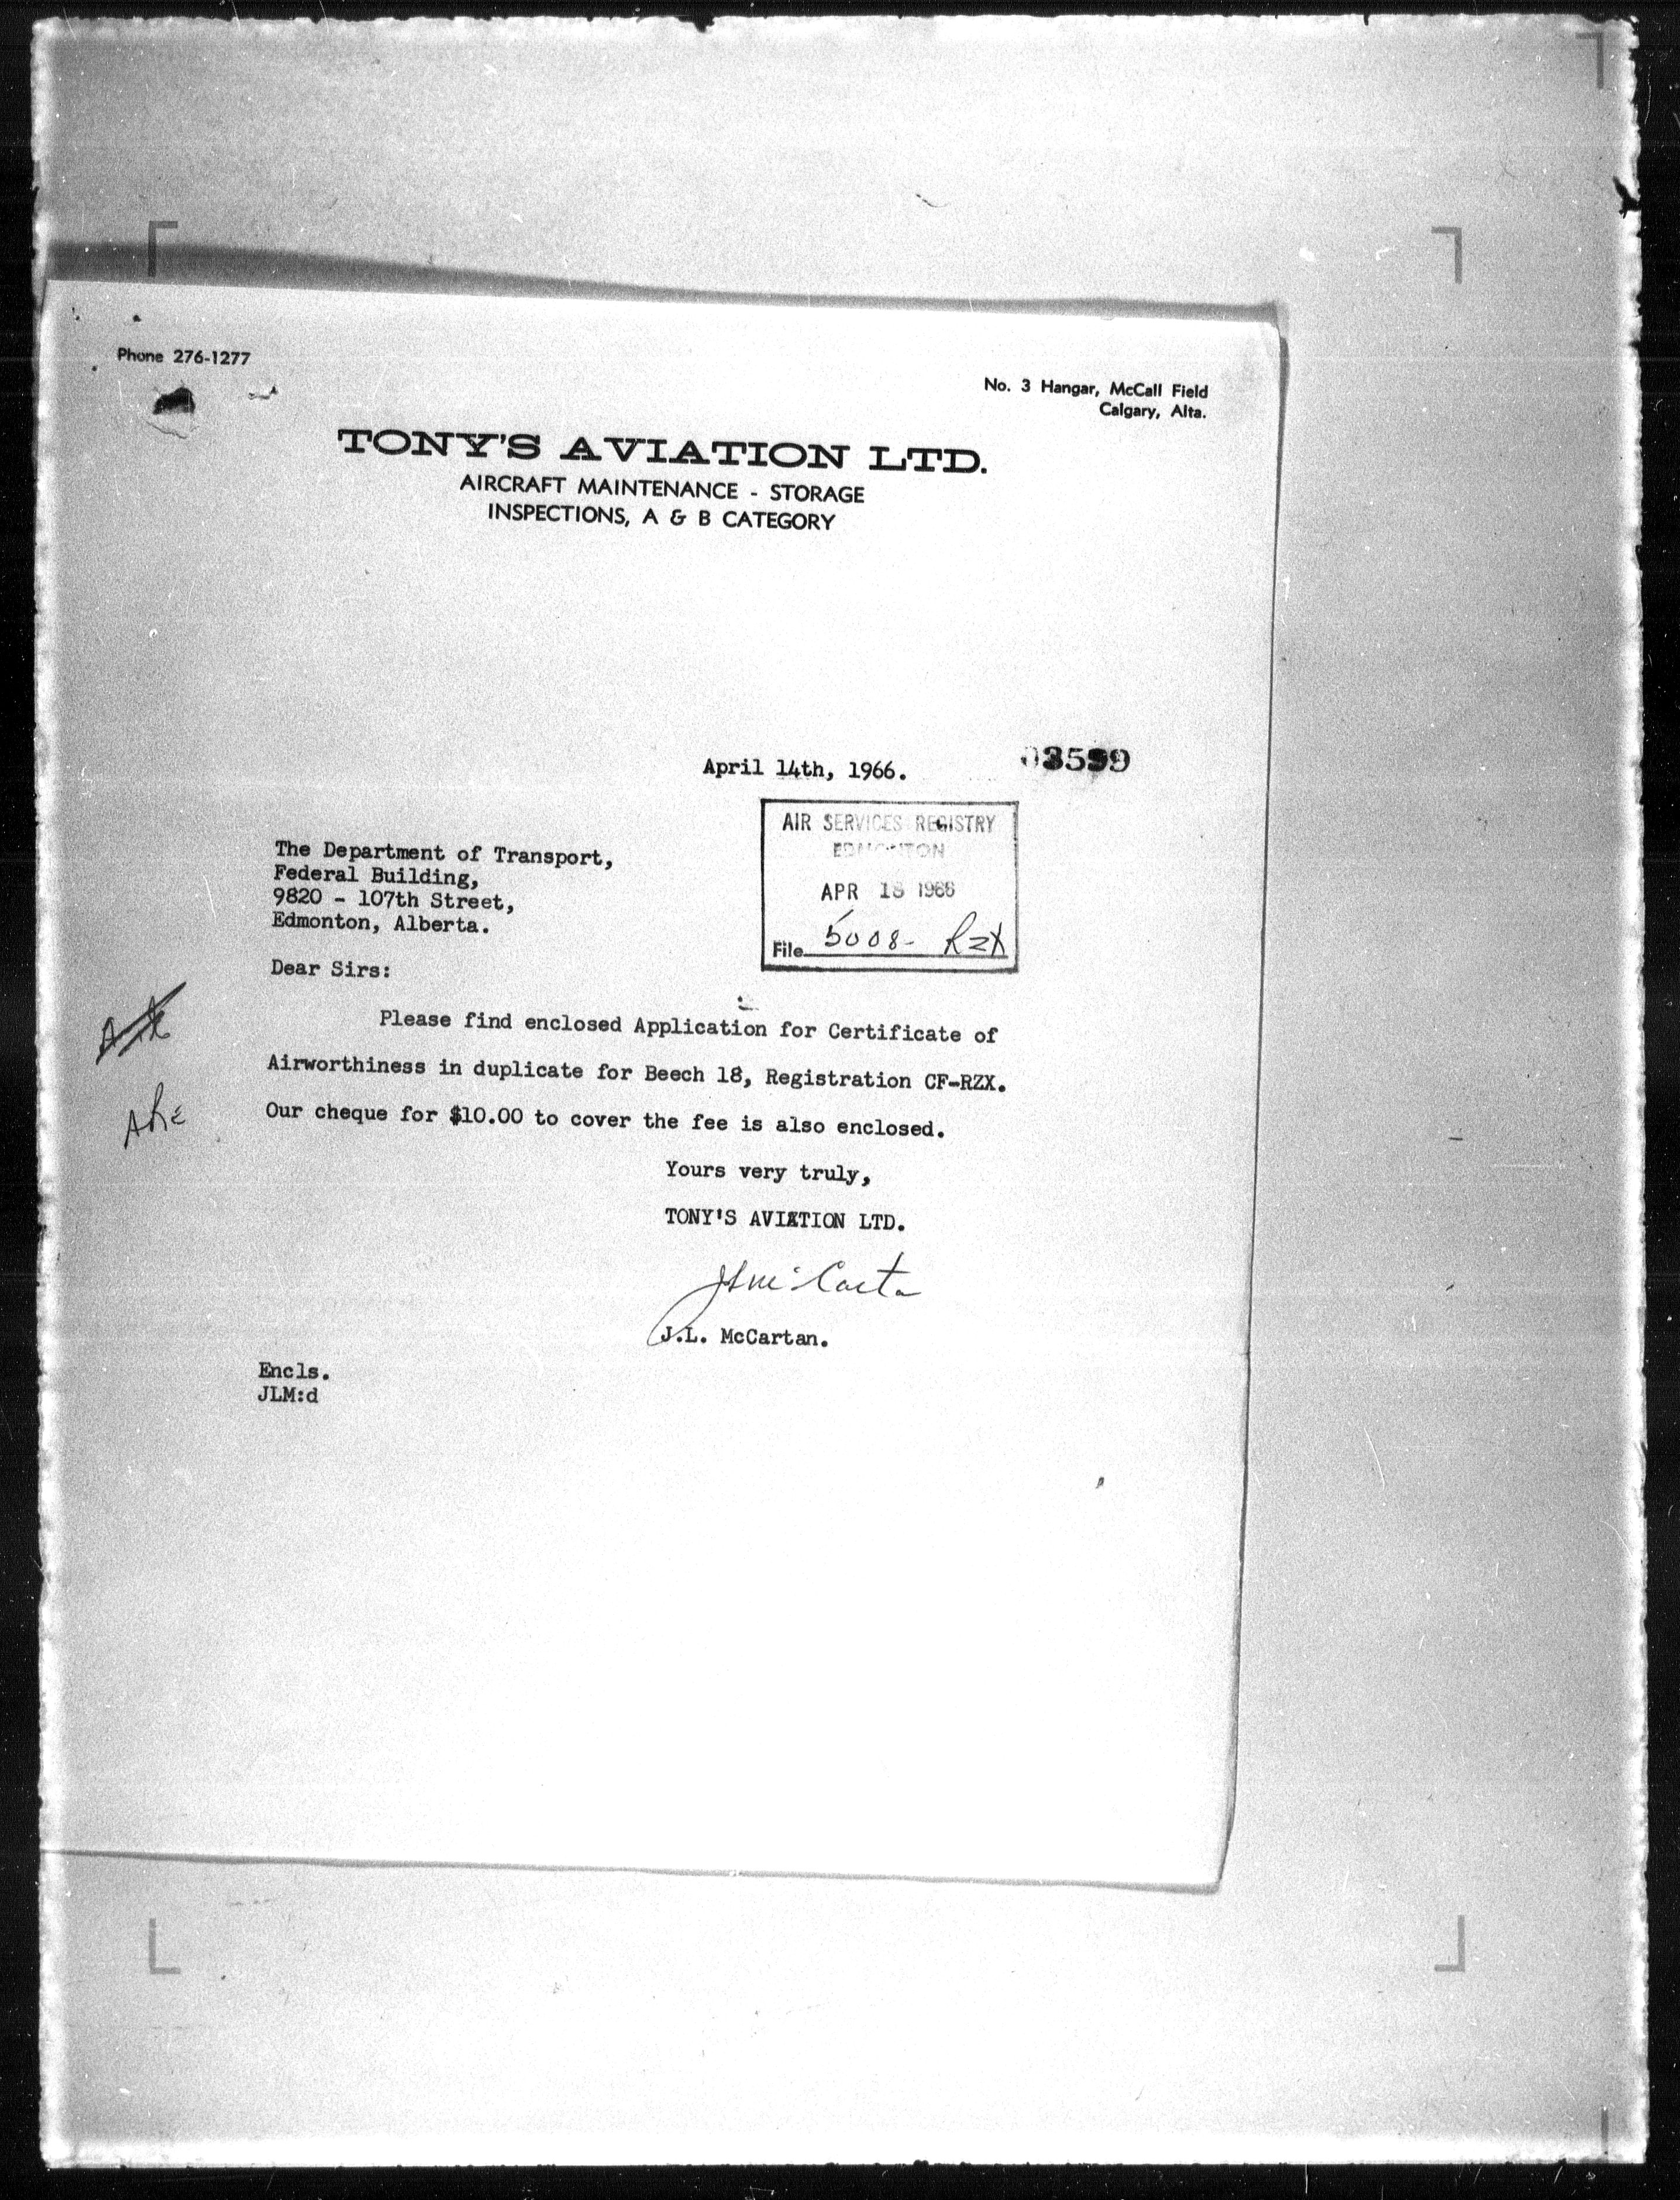 Phone 276-1277
No. 3 Hangar, McCall Field
Calgary, Alta.
TONY'S AVIATION LTD.
AIRCRAFT MAINTENANCE - STORAGE
INSPECTIONS, A & B CATEGORY
April 14th, 1966.
03599
AIR SERVICES REGISTRY
EDMONTON
APR 18 1966
File 5008- RZX
The Department of Transport,
Federal Building,
9820 - 107th Street,
Edmonton, Alberta.
Dear Sirs:
Please find enclosed Application for Certificate of
Airworthiness in duplicate for Beech 18, Registration CF-RZX.
Our cheque for $10.00 to cover the fee is also enclosed.
Yours very truly,
TONY'S AVIATION LTD.
J.L. McCartan.
Encls.
JLM:d